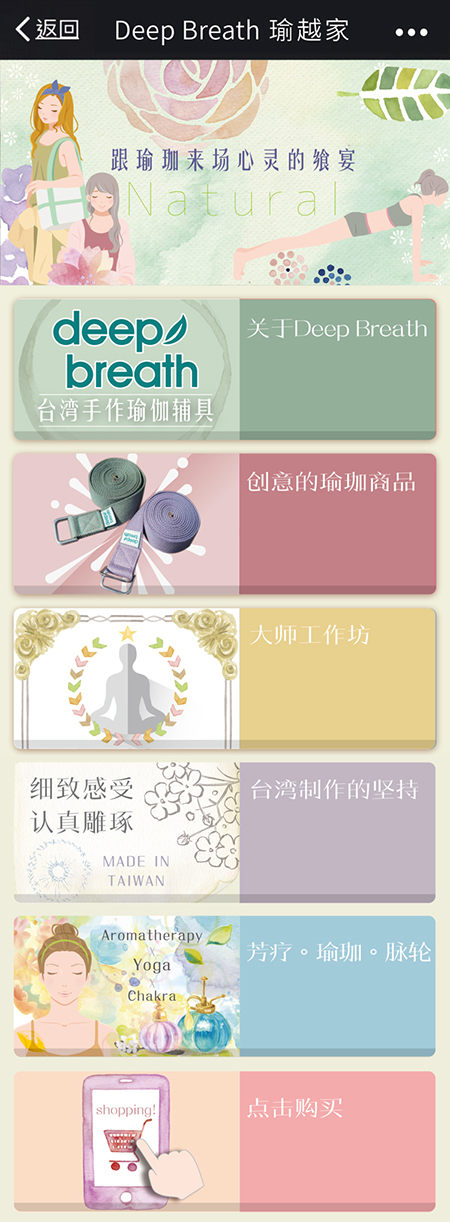 返回
Deep Breath 瑜越家
跟瑜珈来场心灵的飨宴
Natural
deep
breath
台湾手作瑜伽辅具
关于Deep Breath
deep
breath
创意的瑜珈商品
大师工作坊
细致感受
认真雕琢
MADE IN
TAIWAN
台湾制作的坚持
Aromatherapy
x
Yoga
x
Chakra
芳疗。瑜珈。脉轮
shopping!
点击购买